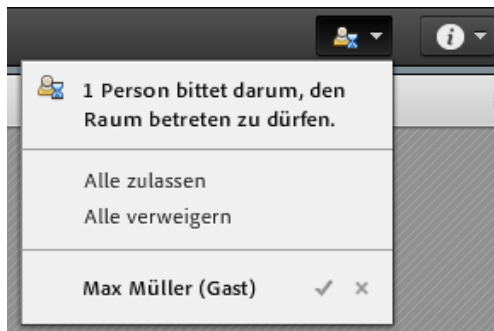 1 Person bittet darum, den
Raum betreten zu dürfen.
Alle zulassen
Alle verweigern
Max Müller (Gast)